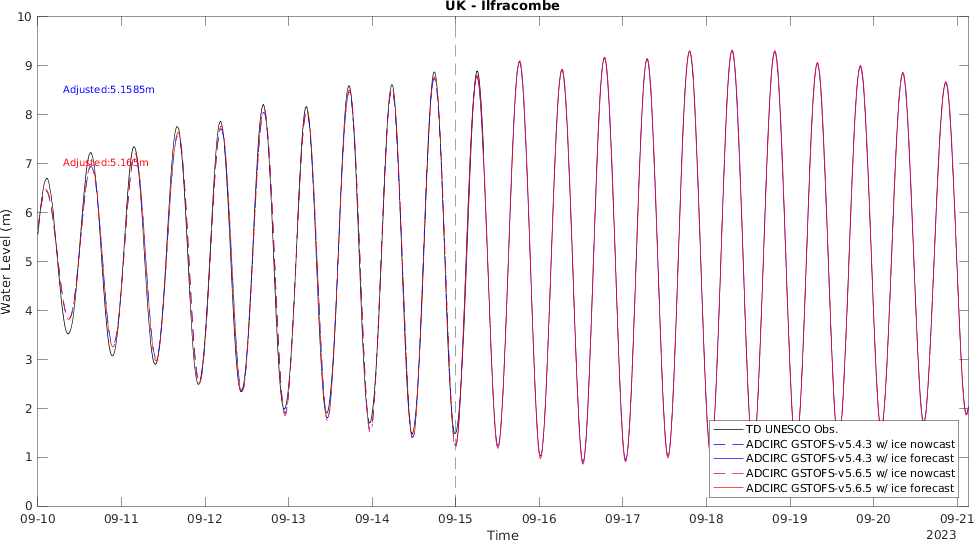 UK - Ilfracombe
10
9
8
7
6
5
4
3
2
1
0
Water Level (m)
Adjusted:5.1585m
Adjusted:5.165m
TD UNESCO Obs.
ADCIRC GSTOFS-v5.4.3 w/ ice nowcast
ADCIRC GSTOFS-v5.4.3 w/ ice forecast
ADCIRC GSTOFS-v5.6.5 w/ ice nowcast
ADCIRC GSTOFS-v5.6.5 w/ ice forecast
09-10 09-11 09-12 09-13 09-14 09-15 09-16 09-17 09-18 09-19 09-20 09-21
Time
2023